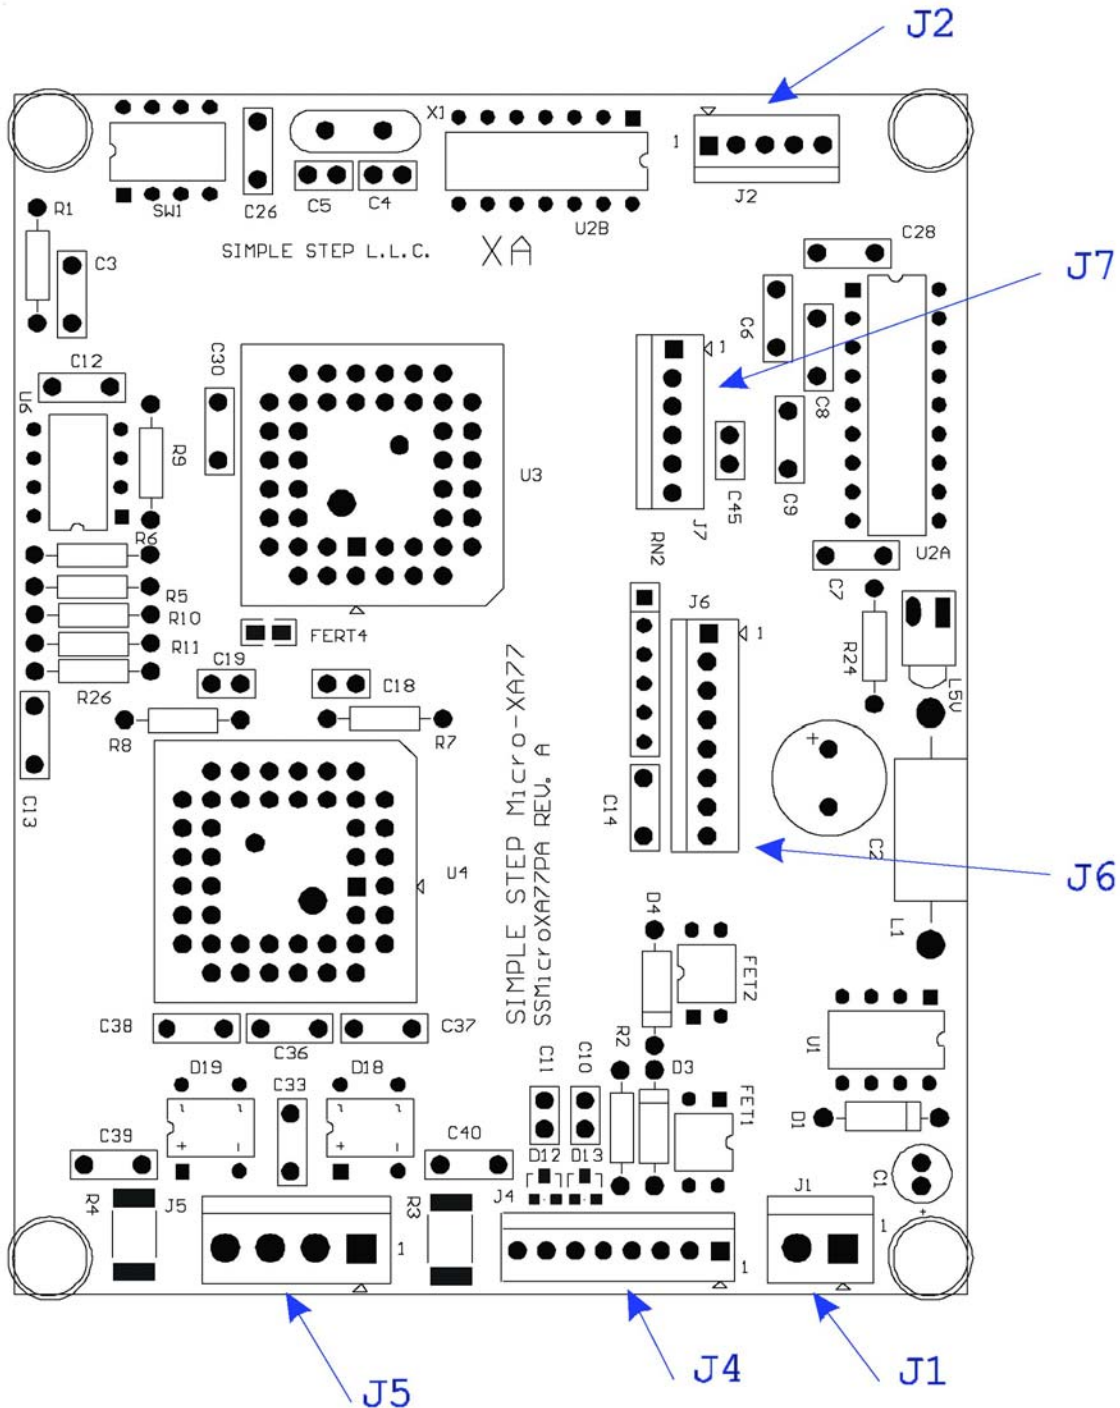 J2
X1
1
J2
SW1
C26
C5
C4
U2B
R1
SIMPLE STEP L.L.C.
XA
C28
C3
J7
C6
1
C30
C12
U6
C8
R9
U3
C45
C9
J7
R6
RN2
U2A
C7
R5
J6
R10
1
FERT4
R11
R24
C19
C18
L5V
R26
R8
R7
+
SIMPLE STEP Micro-XA77
SSMicroXA77PA REV. A
C13
C14
C2
J6
U4
D4
L1
FET2
C38
C36
C37
R2
U1
C11
C10
D3
D19
C33
D18
FET1
D1
C39
+
-
+
-
C40
D12
D13
C1
R4
J5
R3
J4
J1
1
+
1
1
J5
J4
J1